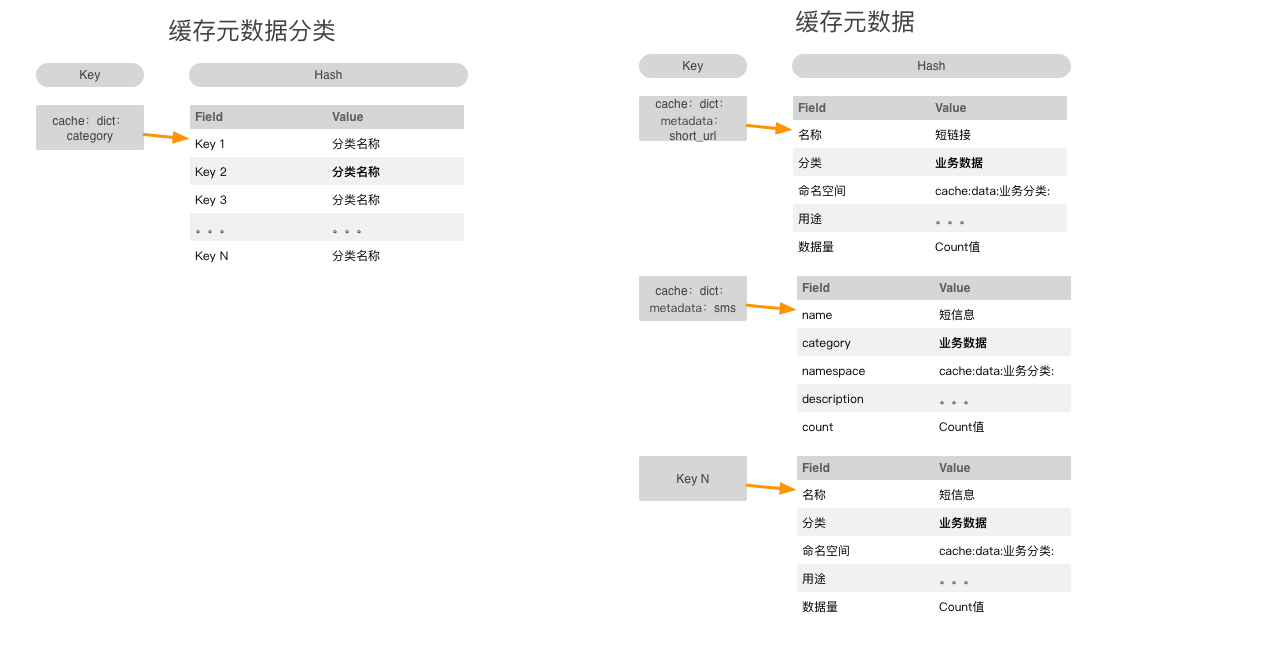 缓存元数据分类
Key
Hash
cache：dict：
category
Field Value
Key 1 分类名称
Key 2 分类名称
Key 3 分类名称
。。。 。。。
Key N 分类名称
缓存元数据
Key
Hash
cache：dict：
metadata：
short_url
Field Value
名称 短链接
分类 业务数据
命名空间 cache:data:业务分类:
用途 。。。
数据量 Count值
cache：dict：
metadata：sms
Field Value
name 短信息
category 业务数据
namespace cache:data:业务分类:
description 。。。
count Count值
Key N
Field Value
名称 短信息
分类 业务数据
命名空间 cache:data:业务分类:
用途 。。。
数据量 Count值